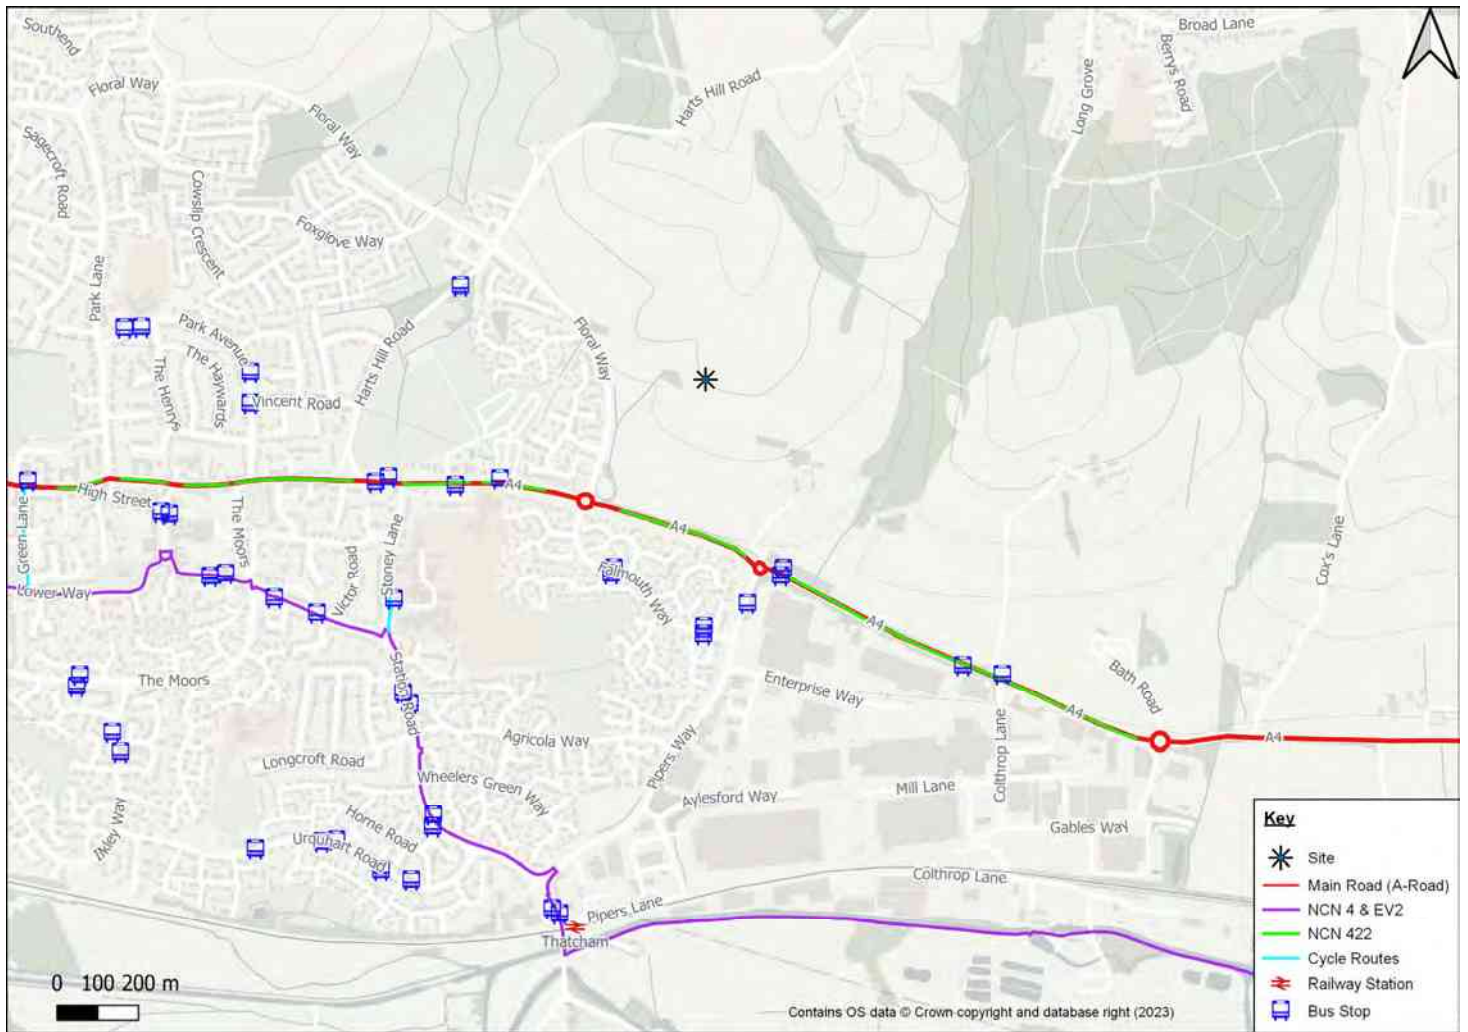 Broad Lane
Southend
Berrys Road
Long Grove
Floral Way
Harts Hill Road
Floral Way
Sagecroft Road
Cowslip Crescent
Foxglove Way
Park Lane
Park Avenue
The Haywards
The Henrys
Vincent Road
Harts Hill Road
Floral Way
A4
High Street
The Moors
Green Lane
Stoney Lane
Victor Road
A4
Falmouth Way
Cox's Lane
Lower Way
A4
The Moors
Station Road
Enterprise Way
Bath Road
A4
A4
Agricola Way
Pipers Way
Colthrop Lane
Longcroft Road
Wheelers Green Way
Aylesford Way
Mill Lane
Ilkley Way
Horne Road
Urquhart Road
Gables Way
Colthrop Lane
Pipers Lane
Thatcham
0 100 200 m
Contains OS data © Crown copyright and database right (2023)
Key
Site
Main Road (A-Road)
NCN 4 & EV2
NCN 422
Cycle Routes
Railway Station
Bus Stop